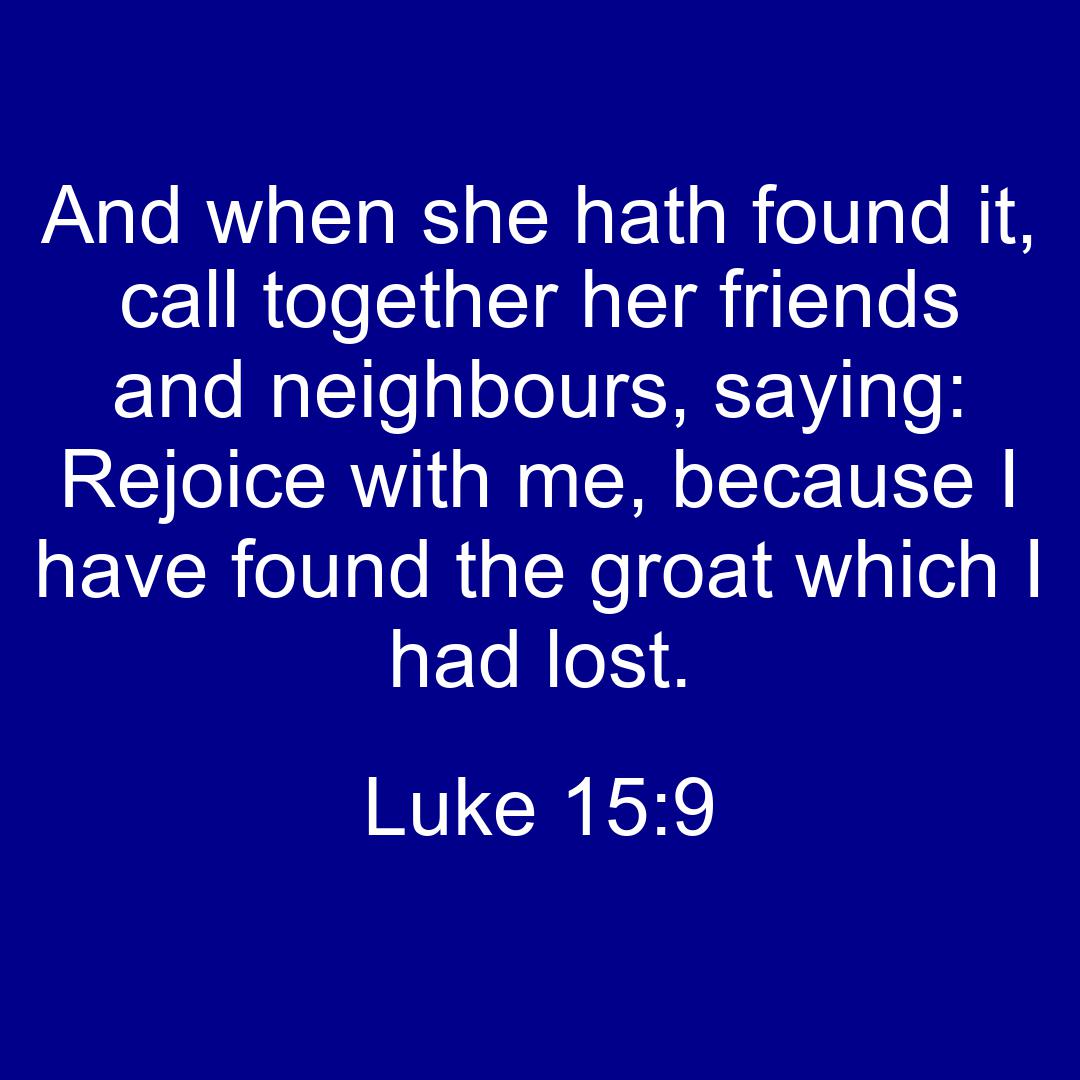 And when she hath found it,
call together her friends
and neighbours, saying:
Rejoice with me, because I
have found the groat which I
had lost.
Luke 15:9